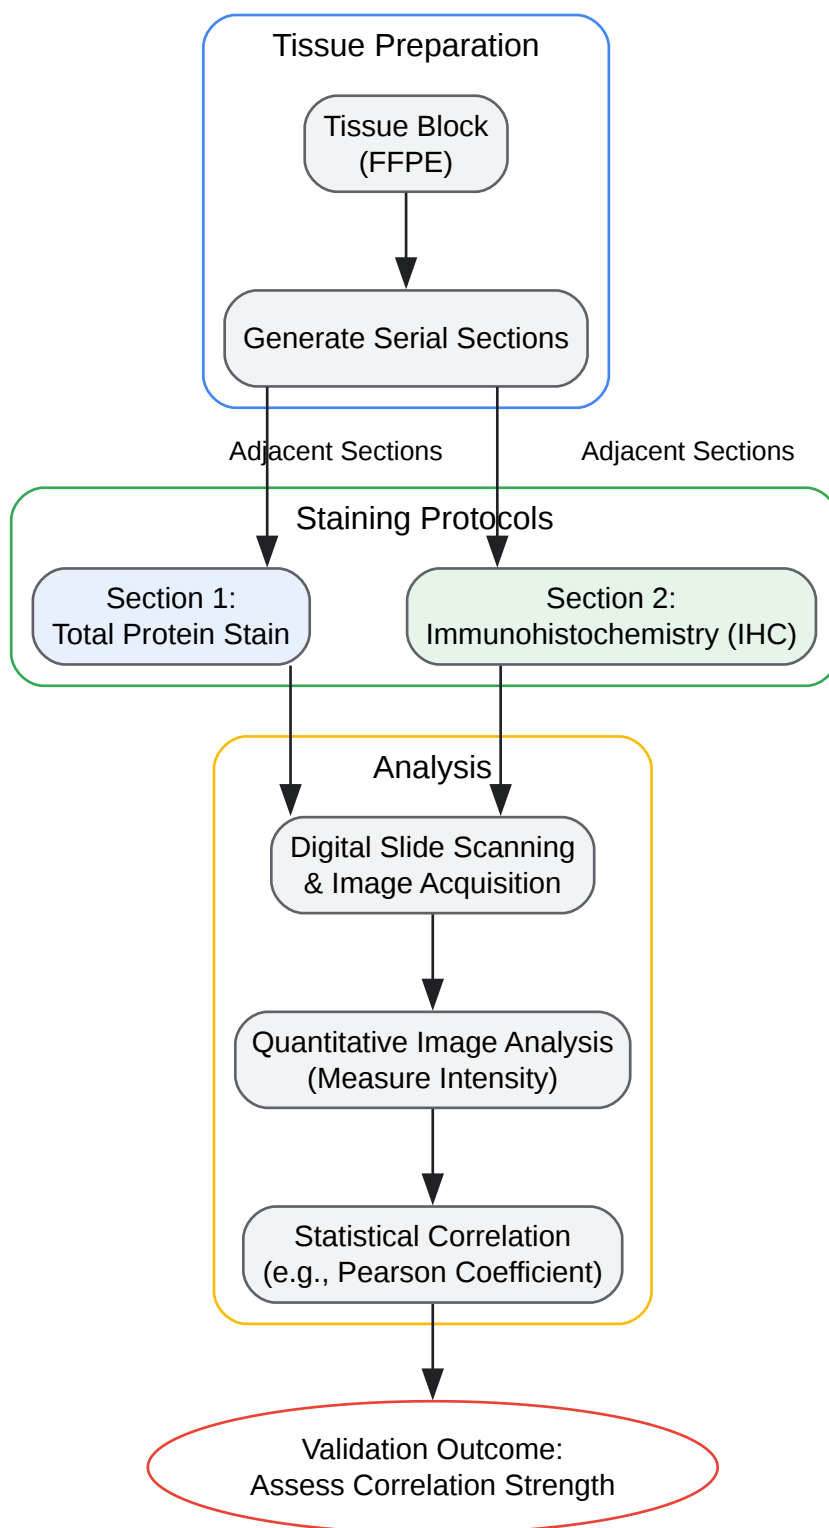 Tissue Preparation
Tissue Block
(FFPE)
Generate Serial Sections
Adjacent Sections
Adjacent Sections
Staining Protocols
Section 1:
Total Protein Stain
Section 2:
Immunohistochemistry (IHC)
Analysis
Digital Slide Scanning
& Image Acquisition
Quantitative Image Analysis
(Measure Intensity)
Statistical Correlation
(e.g., Pearson Coefficient)
Validation Outcome:
Assess Correlation Strength